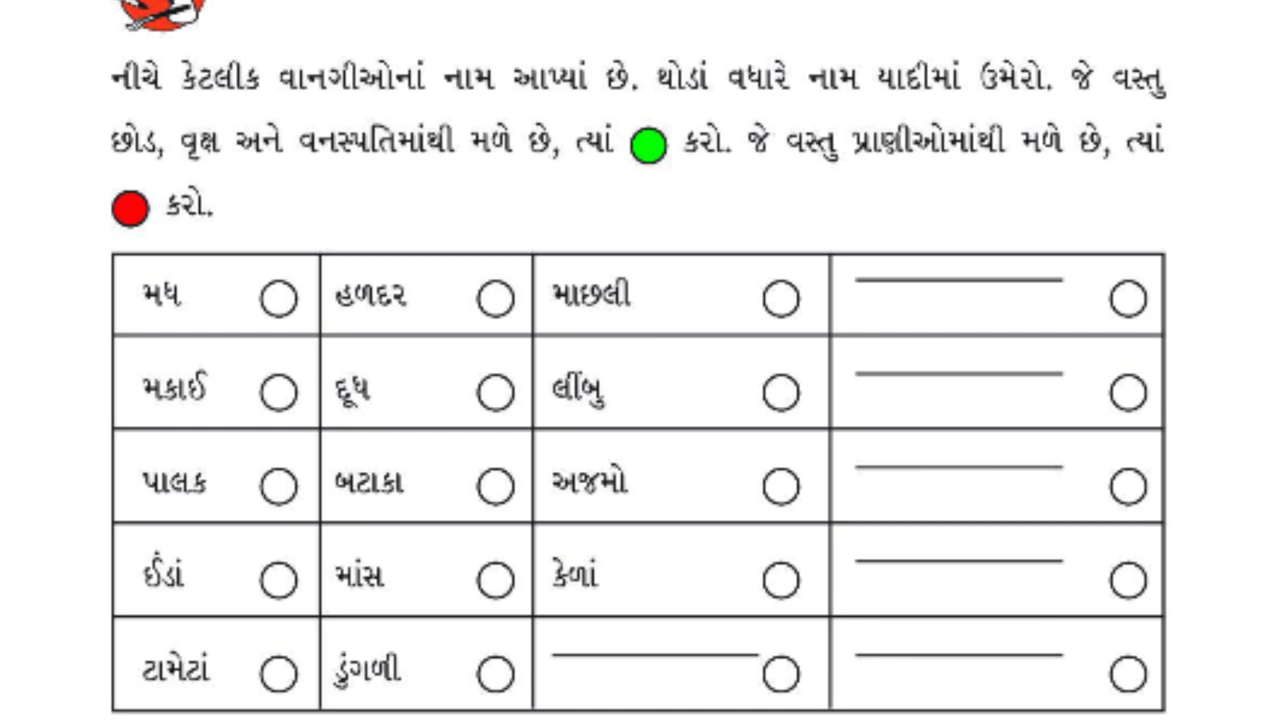 નીચે કેટલીક વાનગીઓનાં નામ આપ્યાં છે. થોડાં વધારે નામ યાદીમાં ઉમેરો. જે વસ્તુ
છોડ, વૃક્ષ અને વનસ્પતિમાંથી મળે છે, ત્યાં કરો. જે વસ્તુ પ્રાણીઓમાંથી મળે છે, ત્યાં
કરો.
મધ હળદર માછલી
મકાઈ દૂધ લીંબુ
પાલક બટાકા અજમો
ઈંડાં માંસ કેળાં
ટામેટાં ડુંગળી